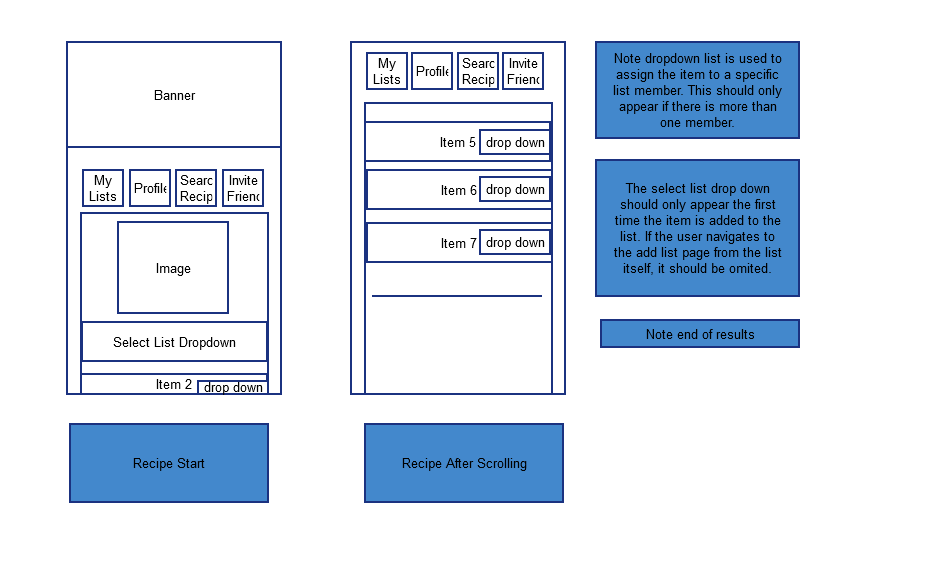 Banner
My
Lists
Profile
Searc
Recip
Invite
Frienc
Image
Select List Dropdown
Item 2
drop down
Recipe Start
My
Lists
Profile
Searc
Recip
Invite
Frienc
Item 5
drop down
Item 6
drop down
Item 7
drop down
Recipe After Scrolling
Note dropdown list is used to
assign the item to a specific
list member. This should only
appear if there is more than
one member.
The select list drop down
should only appear the first
time the item is added to the
list. If the user navigates to
the add list page from the list
itself, it should be omited.
Note end of results